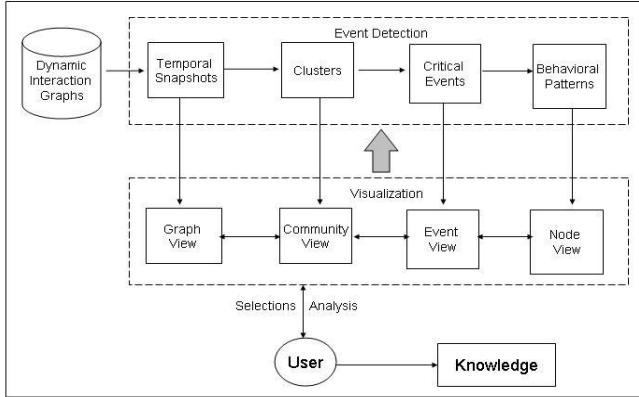 Event Detection
Dynamic
Interaction
Graphs
Temporal
Snapshots
Clusters
Critical
Events
Behavioral
Patterns
Visualization
Graph
View
Community
View
Event
View
Node
View
Selections
Analysis
User
Knowledge